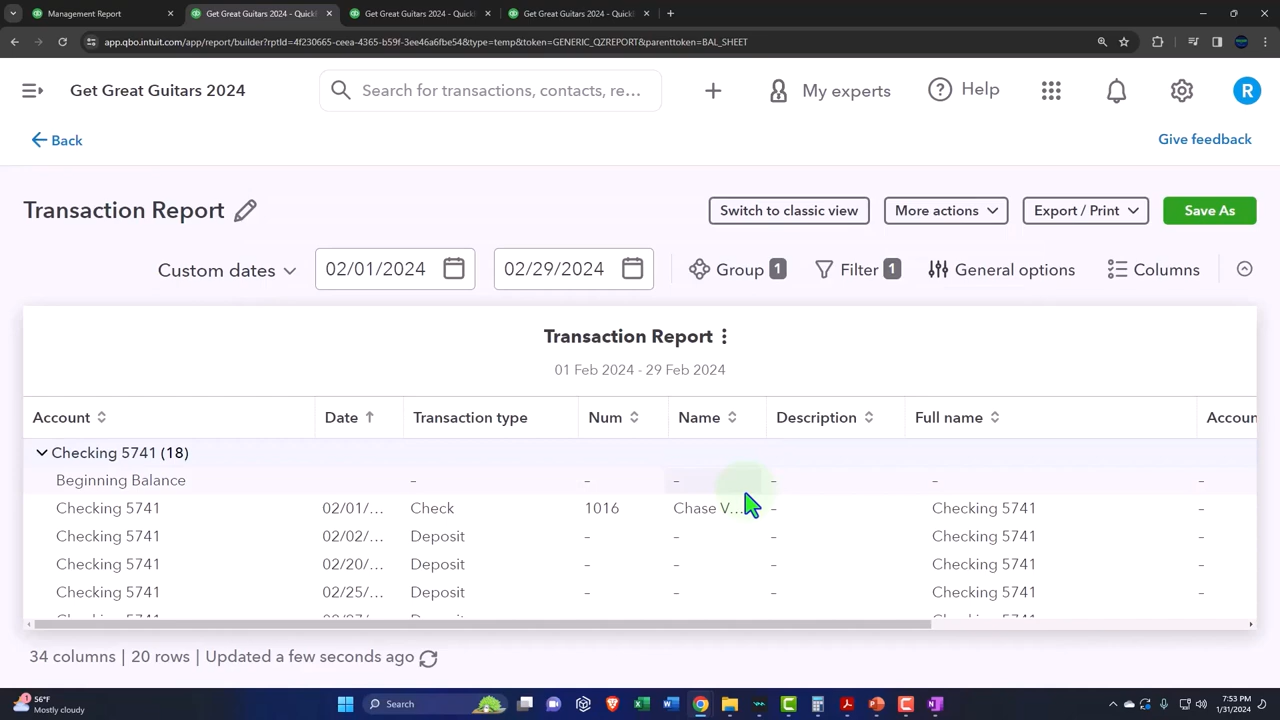 Management Report
Get Great Guitars 2024 - Quick
Get Great Guitars 2024 - Quick
Get Great Guitars 2024 - Quick
app.qbo.intuit.com/app/report/builder?rptId=4f230665-ceea-4365-b59f-3ee46a6fbe54&type=temp&token=GENERIC_QZREPORT&parenttoken=BAL_SHEET
Get Great Guitars 2024
Search for transactions, contacts, re...
My experts
Help
R
Back
Give feedback
Transaction Report
Switch to classic view
More actions
Export / Print
Save As
Custom dates
02/01/2024
02/29/2024
Group 1
Filter 1
General options
Columns
Transaction Report
01 Feb 2024 - 29 Feb 2024
Account Date Transaction type Num Name Description Full name Accoun
Checking 5741 (18)
Beginning Balance – – – – – –
Checking 5741 02/01/... Check 1016 Chase V... – Checking 5741 –
Checking 5741 02/02/... Deposit – – – Checking 5741 –
Checking 5741 02/20/... Deposit – – – Checking 5741 –
Checking 5741 02/25/... Deposit – – – Checking 5741 –
34 columns | 20 rows | Updated a few seconds ago
56°F
Mostly cloudy
Search
7:53 PM
1/31/2024